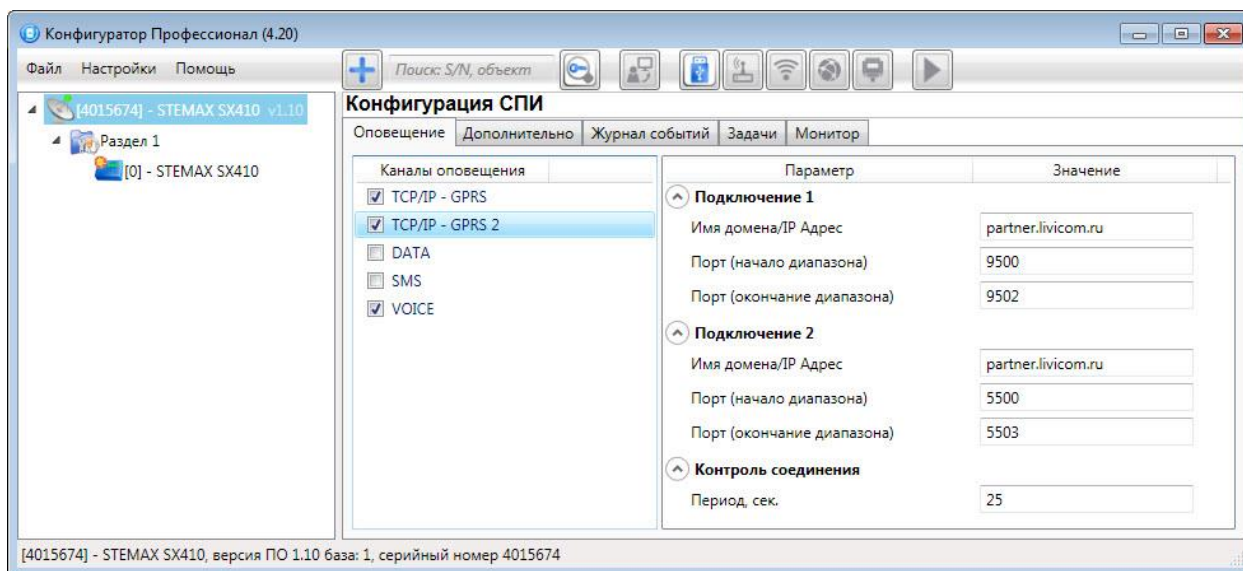 Конфигуратор Профессионал (4.20)
Файл Настройки Помощь
Поиск: S/N, объект
[4015674] - STEMAX SX410 v1.10
Раздел 1
[0] - STEMAX SX410
Конфигурация СПИ
Оповещение Дополнительно Журнал событий Задачи Монитор
Каналы оповещения
TCP/IP - GPRS
TCP/IP - GPRS 2
DATA
SMS
VOICE
Параметр Значение
Подключение 1
Имя домена/IP Адрес partner.livicom.ru
Порт (начало диапазона) 9500
Порт (окончание диапазона) 9502
Подключение 2
Имя домена/IP Адрес partner.livicom.ru
Порт (начало диапазона) 5500
Порт (окончание диапазона) 5503
Контроль соединения
Период, сек. 25
[4015674] - STEMAX SX410, версия ПО 1.10 база: 1, серийный номер 4015674